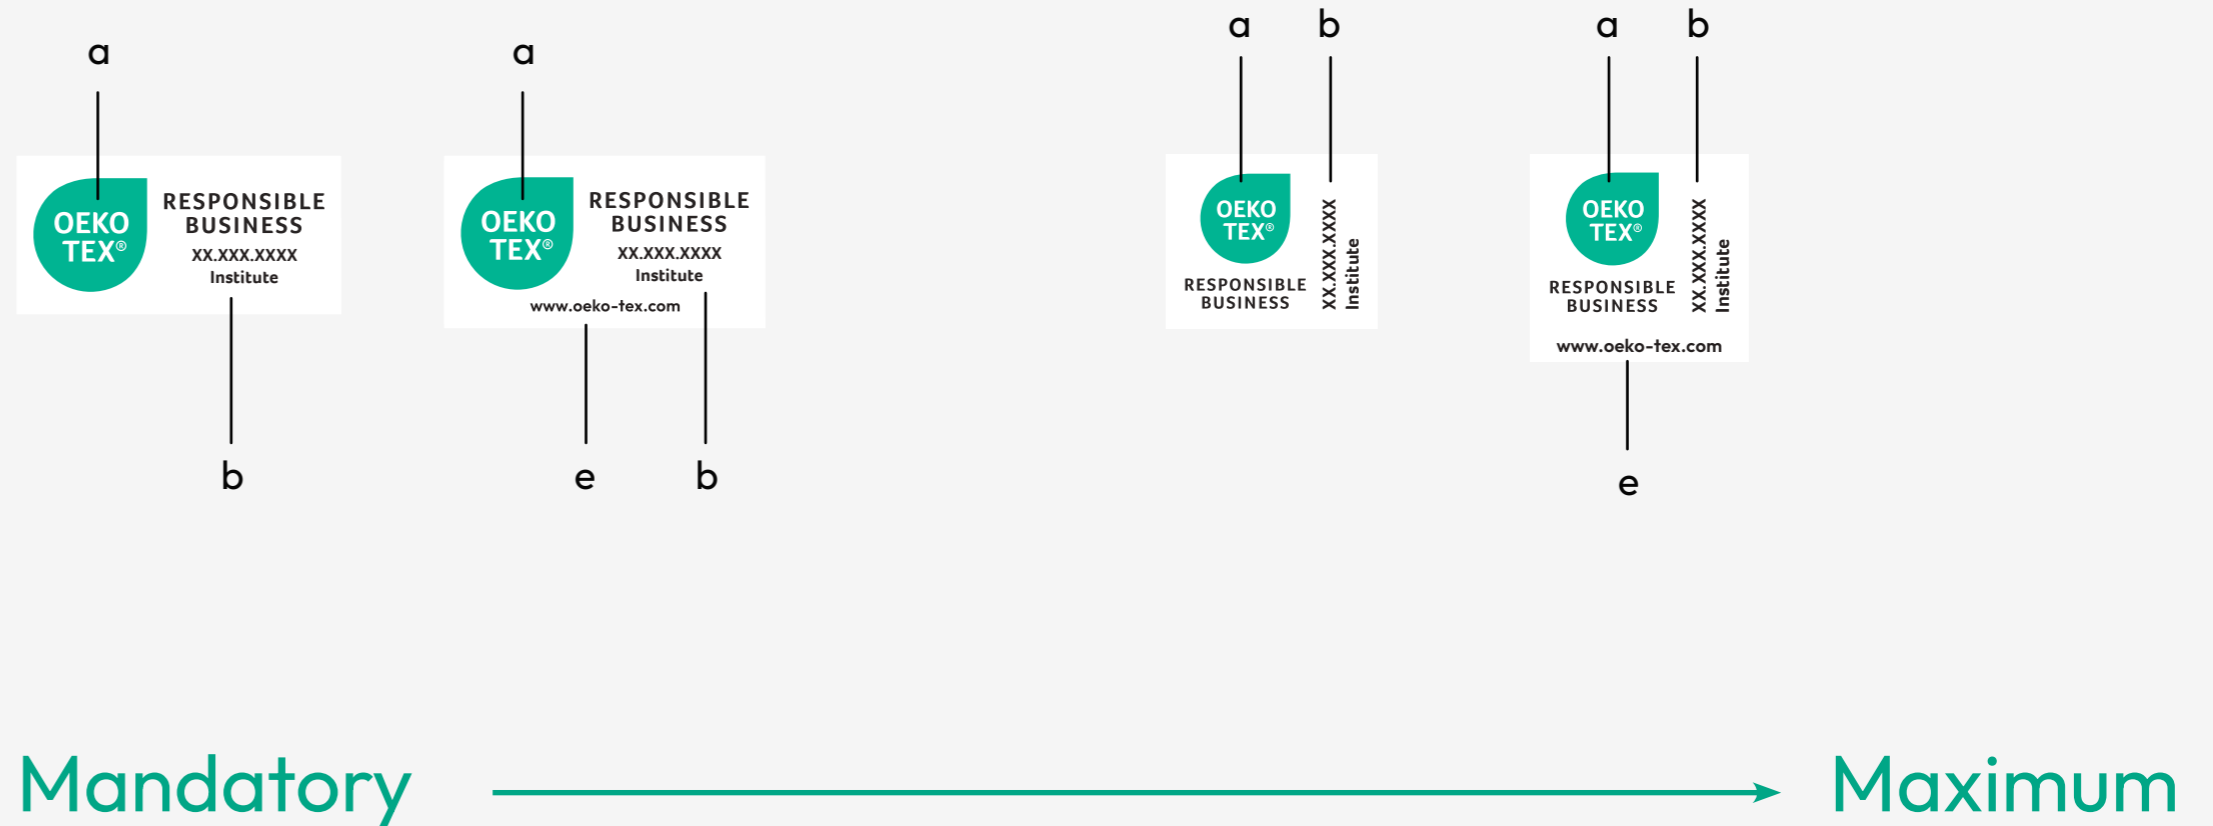 a
a
a
b
a
b
OEKO
TEX®
RESPONSIBLE
BUSINESS
XX.XXX.XXXX
Institute
OEKO
TEX®
RESPONSIBLE
BUSINESS
XX.XXX.XXXX
Institute
www.oeko-tex.com
OEKO
TEX®
RESPONSIBLE
BUSINESS
XX.XXX.XXXX
Institute
OEKO
TEX®
RESPONSIBLE
BUSINESS
XX.XXX.XXXX
Institute
www.oeko-tex.com
b
e
b
e
Mandatory
Maximum